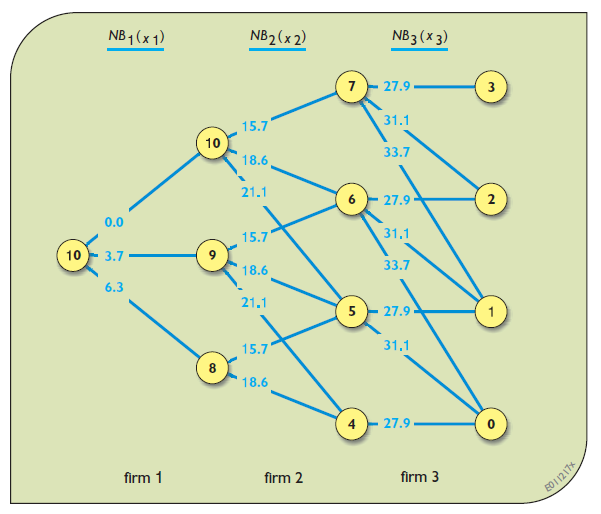 NB1(x1) NB2(x2) NB3(x3)
7 27.9 3
15.7 31.1
10 18.6 33.7
21.1 6 27.9 2
0.0 15.7 31.1
10 3.7 9 18.6 33.7
6.3 21.1 5 27.9 1
15.7 31.1
8 18.6
4 27.9 0
firm 1 firm 2 firm 3
E011217x